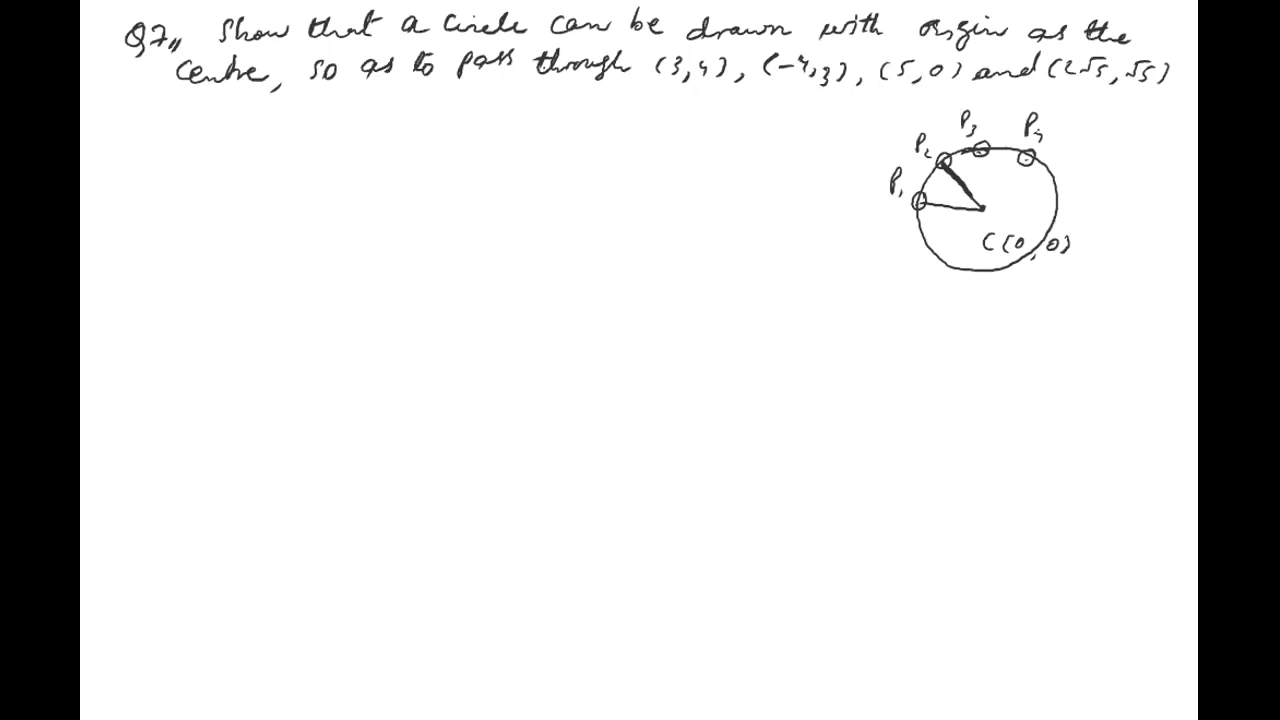 Q7,, Show that a circle can be drawn with origin as the
centre, so as to pass through (3,4), (-4,3), (5,0) and (2√5, √5)
P3 P4
P2
P1
C(0,0)